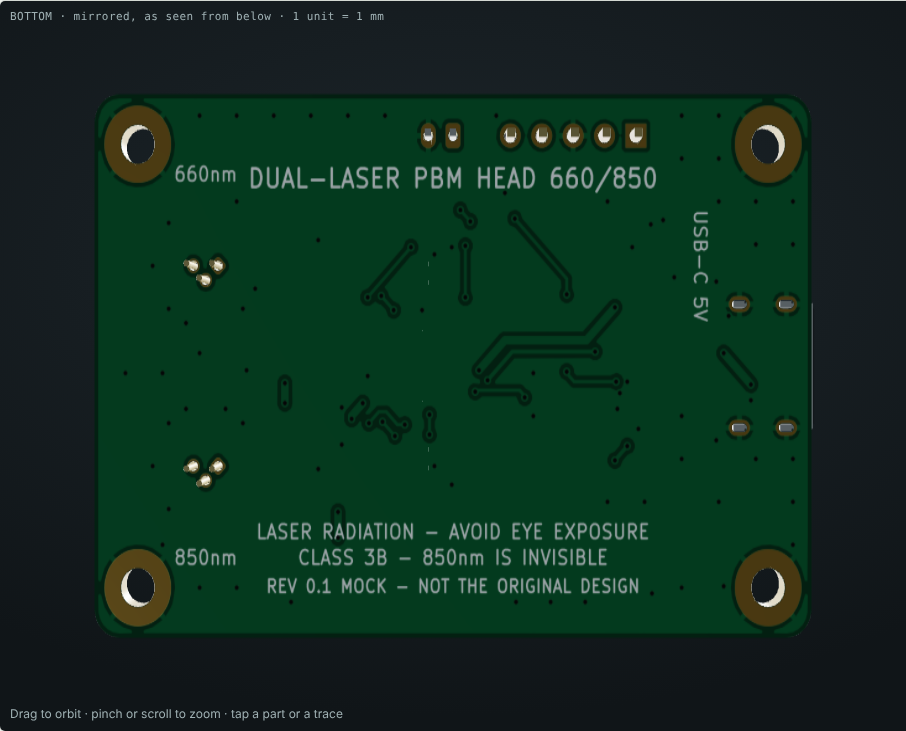 BOTTOM · mirrored, as seen from below · 1 unit = 1 mm
660nm
DUAL-LASER PBM HEAD 660/850
USB-C 5V
LASER RADIATION - AVOID EYE EXPOSURE
850nm
CLASS 3B - 850nm IS INVISIBLE
REV 0.1 MOCK - NOT THE ORIGINAL DESIGN
Drag to orbit · pinch or scroll to zoom · tap a part or a trace